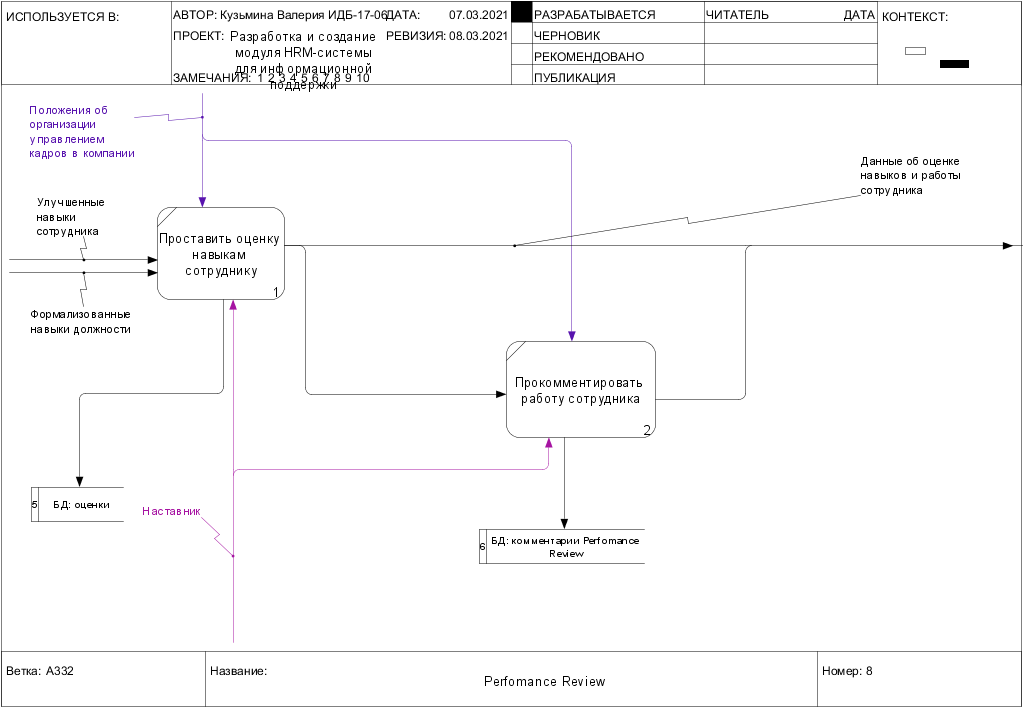 ИСПОЛЬЗУЕТСЯ В:
АВТОР: Кузьмина Валерия ИДБ-17-06
ДАТА: 07.03.2021
ПРОЕКТ: Разработка и создание
модуля HRM-системы
для информационной
поддержки
РЕВИЗИЯ: 08.03.2021
ЗАМЕЧАНИЯ: 1 2 3 4 5 6 7 8 9 10
РАЗРАБАТЫВАЕТСЯ
ЧЕРНОВИК
РЕКОМЕНДОВАНО
ПУБЛИКАЦИЯ
ЧИТАТЕЛЬ ДАТА
КОНТЕКСТ:
Положения об
организации
управлением
кадров в компании
Данные об оценке
навыков и работы
сотрудника
Улучшенные
навыки
сотрудника
Проставить оценку
навыкам
сотруднику
1
Формализованные
навыки должности
Прокомментировать
работу сотрудника
2
5 БД: оценки
Наставник
6 БД: комментарии Perfomance
Review
Ветка: A332
Название:
Perfomance Review
Номер: 8